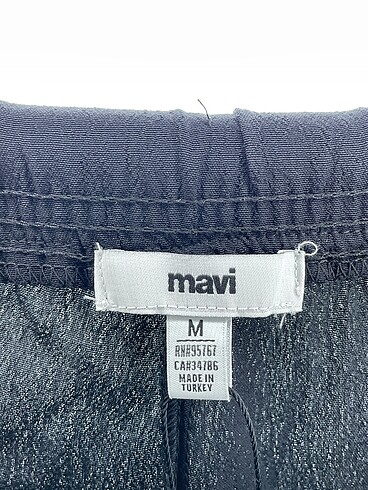 mavi
M
RN#95767
CA#34786
MADE IN
TURKEY